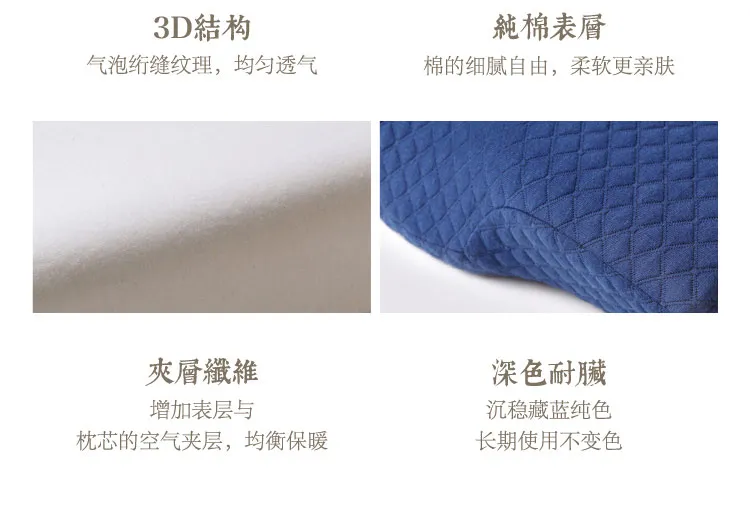 3D结构
气泡绗缝纹理，均匀透气
純棉表層
棉的细腻自由，柔软更亲肤
夾層纖維
增加表层与
枕芯的空气夹层，均衡保暖
深色耐臟
沉稳藏蓝纯色
长期使用不变色